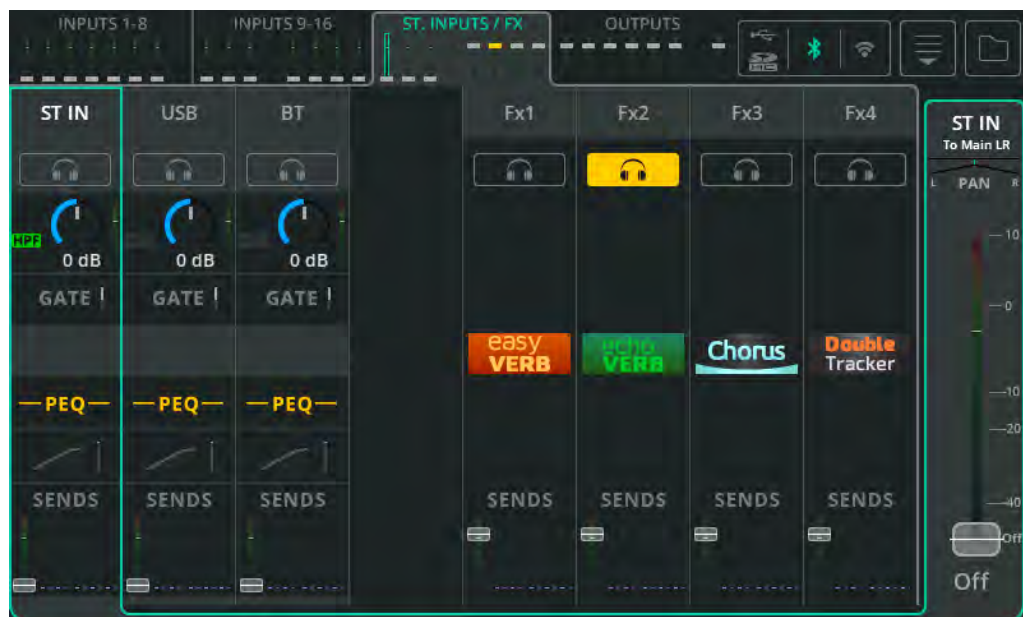 INPUTS 1-8 INPUTS 9-16 ST. INPUTS / FX OUTPUTS
ST IN USB BT Fx1 Fx2 Fx3 Fx4
ST IN
To Main LR
L PAN R
HPF
0 dB 0 dB 0 dB
10
GATE GATE GATE
0
easy VERB
echo VERB
Chorus
Double Tracker
PEQ PEQ PEQ
10
20
SENDS SENDS SENDS SENDS SENDS SENDS SENDS
40
Off
Off